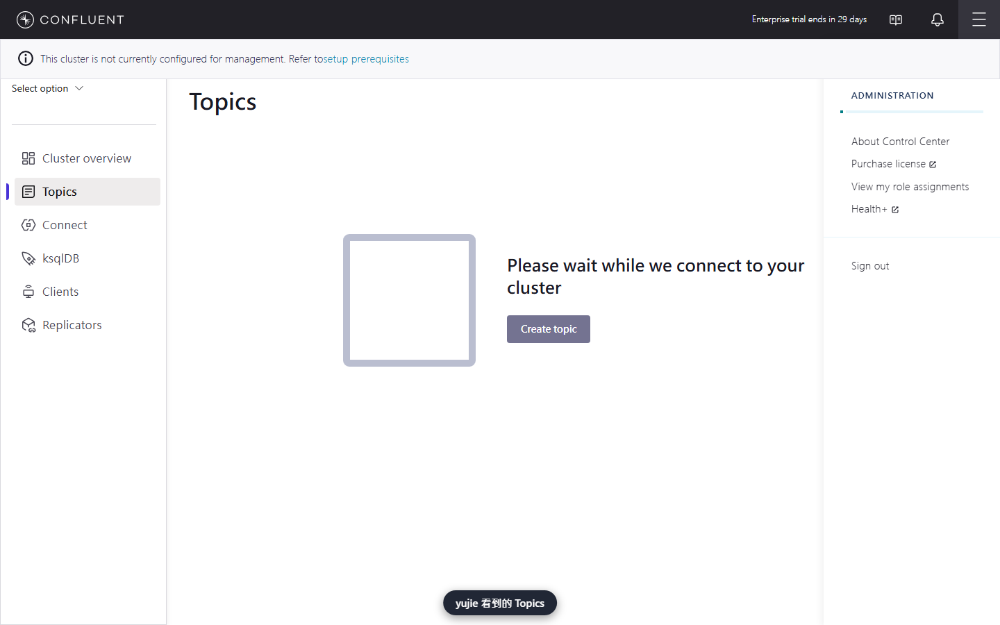 CONFLUENT
Enterprise trial ends in 29 days
This cluster is not currently configured for management. Refer tosetup prerequisites
Select option
Cluster overview
Topics
Connect
ksqlDB
Clients
Replicators
Topics
Please wait while we connect to your
cluster
Create topic
ADMINISTRATION
About Control Center
Purchase license
View my role assignments
Health+
Sign out
yujie 看到的 Topics